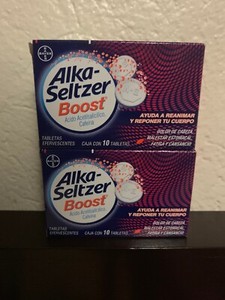 BAYER
Alka-
Seltzer
Boost
Ácido Acetilsalicílico,
Cafeína
AYUDA A REANIMAR
Y REPONER TU CUERPO
DOLOR DE CABEZA,
MALESTAR ESTOMACAL,
FATIGA Y CANSANCIO
TABLETAS
EFERVESCENTES
CAJA CON 10 TABLETAS
BAYER
Alka-
Seltzer
Boost
Ácido Acetilsalicílico,
Cafeína
AYUDA A REANIMAR
Y REPONER TU CUERPO
DOLOR DE CABEZA,
MALESTAR ESTOMACAL,
FATIGA Y CANSANCIO
TABLETAS
EFERVESCENTES
CAJA CON 10 TABLETAS